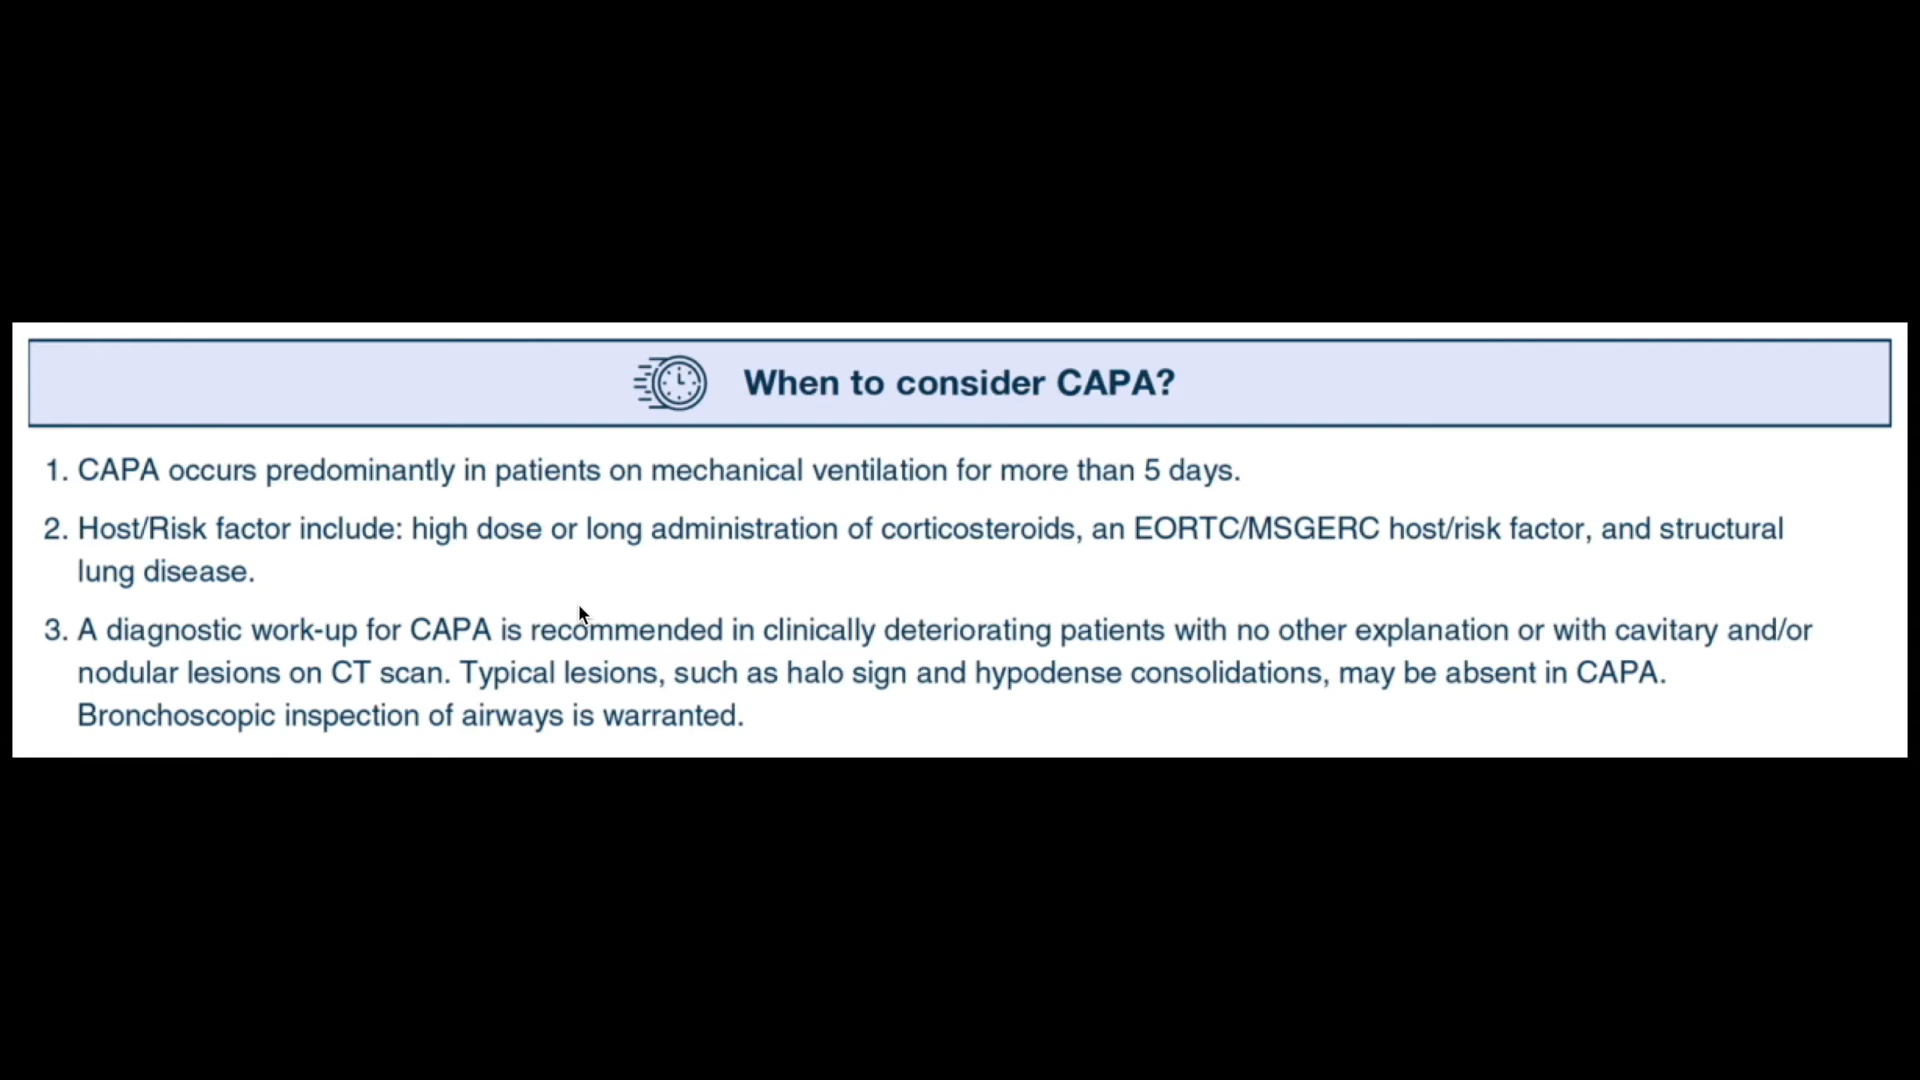 When to consider CAPA?
1. CAPA occurs predominantly in patients on mechanical ventilation for more than 5 days.
2. Host/Risk factor include: high dose or long administration of corticosteroids, an EORTC/MSGERC host/risk factor, and structural
lung disease.
3. A diagnostic work-up for CAPA is recommended in clinically deteriorating patients with no other explanation or with cavitary and/or
nodular lesions on CT scan. Typical lesions, such as halo sign and hypodense consolidations, may be absent in CAPA.
Bronchoscopic inspection of airways is warranted.